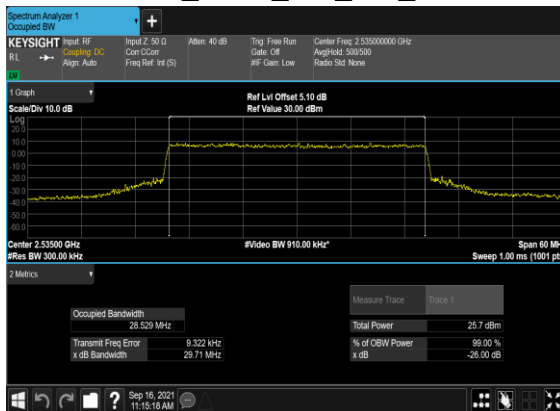 Spectrum Analyzer 1
Occupied BW
KEYSIGHT Input: RF Input Z: 50 Ω Atten: 40 dB Trig: Free Run Center Freq: 2.535000000 GHz
RL Coupling: DC Corr CCorr Gate: Off Avg|Hold: 500/500
Align: Auto Freq Ref: Int (S) #IF Gain: Low Radio Std: None
1 Graph
Scale/Div 10.0 dB Ref Lvl Offset 5.10 dB
Ref Value 30.00 dBm
Log
20.0
10.0
0.00
-10.0
-20.0
-30.0
-40.0
-50.0
-60.0
Center 2.53500 GHz #Video BW 910.00 kHz* Span 60 MH
#Res BW 300.00 kHz Sweep 1.00 ms (1001 pt
2 Metrics
Measure Trace Trace 1
Occupied Bandwidth
28.529 MHz Total Power 25.7 dBm
Transmit Freq Error 9.322 kHz % of OBW Power 99.00 %
x dB Bandwidth 29.71 MHz x dB -26.00 dB
Sep 16, 2021
11:15:18 AM